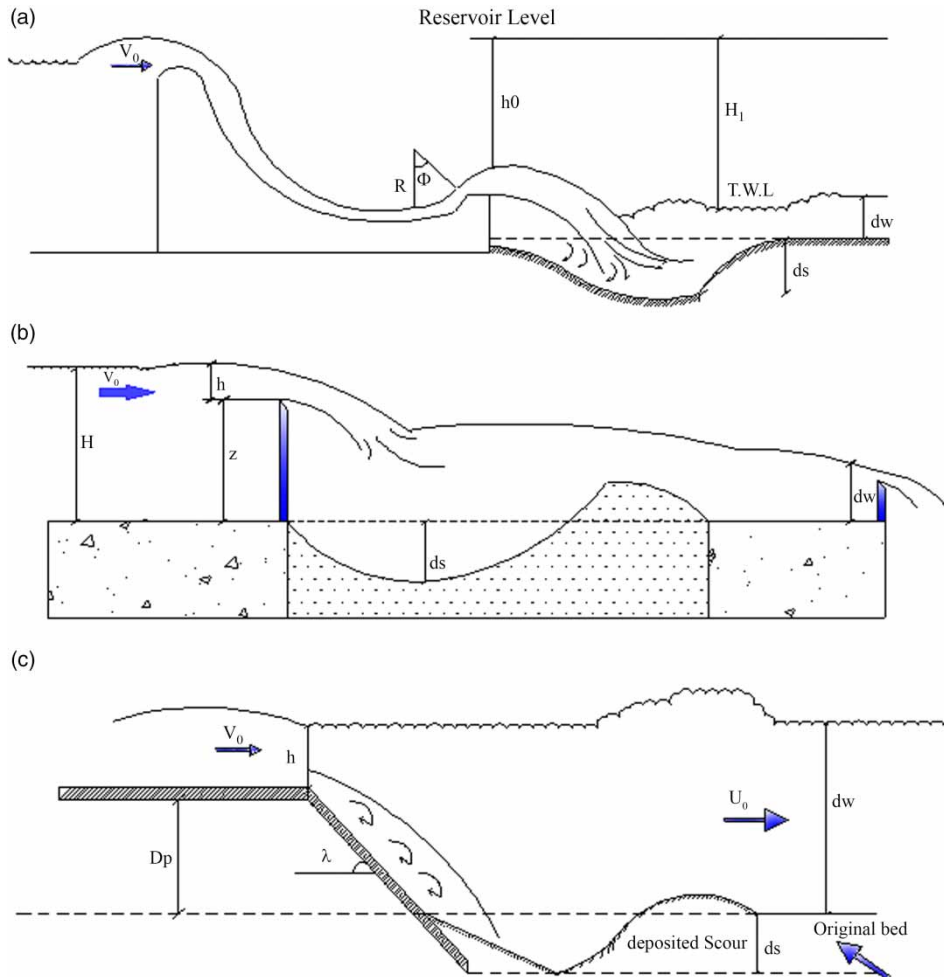 (a)
Reservoir Level
V₀
h0
H₁
R
Φ
T.W.L
dw
ds
(b)
V₀
h
H
z
dw
ds
(c)
V₀
h
dw
U₀
Dp
λ
Original bed
deposited Scour
ds